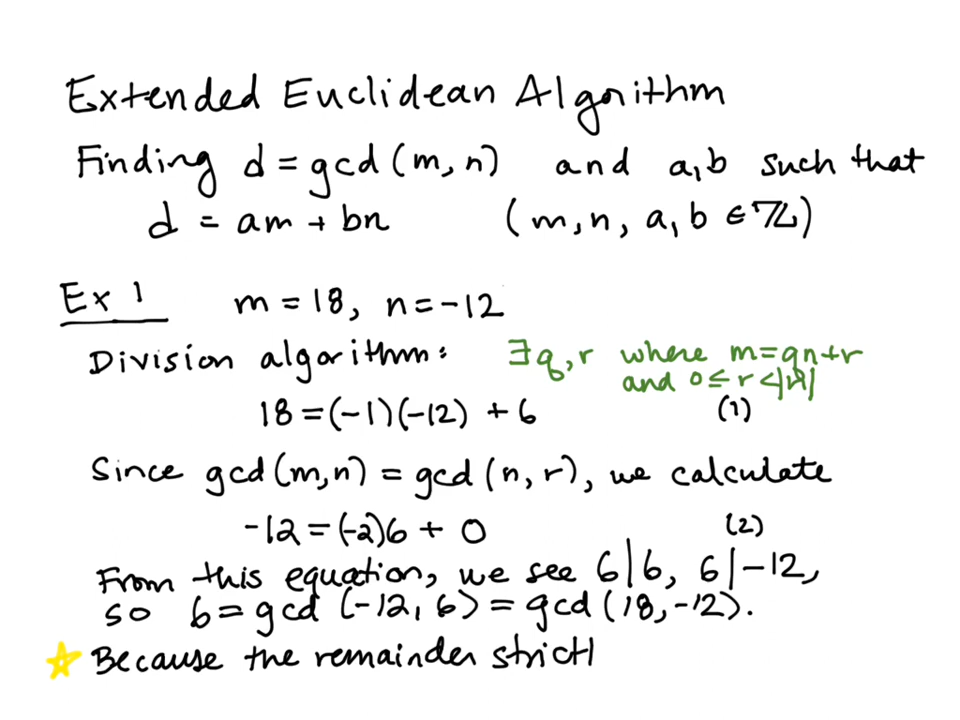 Extended Euclidean Algorithm
Finding d = gcd (m, n) and a, b such that
d = am + bn (m, n, a, b ∈ ℤ)
Ex 1 m = 18, n = -12
Division algorithm: ∃ q, r where m = qn + r
and 0 ≤ r < |n|
18 = (-1)(-12) + 6 (1)
Since gcd (m, n) = gcd (n, r), we calculate
-12 = (-2)6 + 0 (2)
From this equation, we see 6|6, 6|-12,
so 6 = gcd (-12, 6) = gcd (18, -12).
☆ Because the remainder strictl